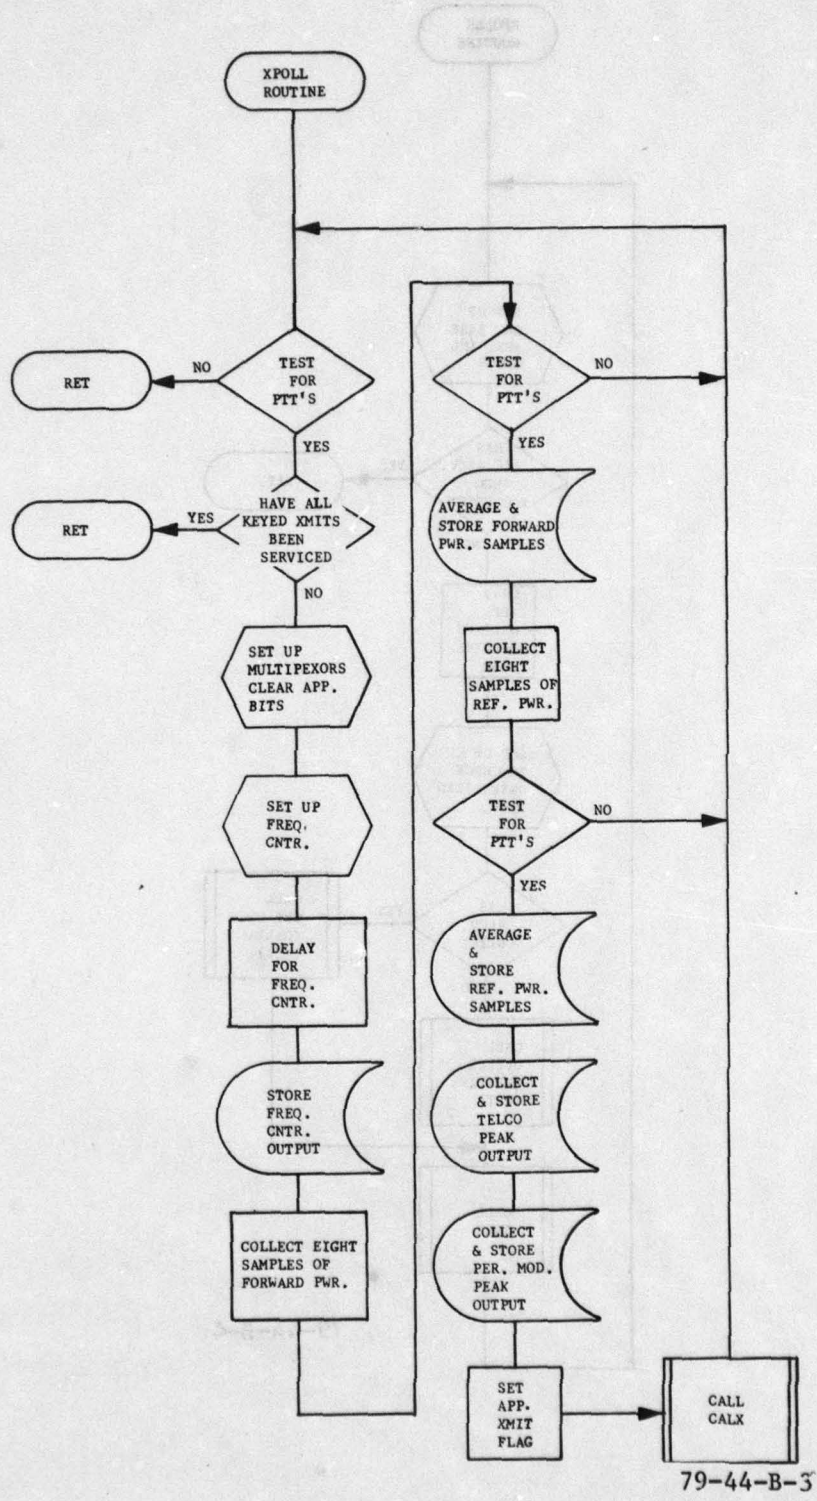 XPOLL
ROUTINE
TEST
FOR
PTT'S
NO
RET
YES
HAVE ALL
KEYED XMITS
BEEN
SERVICED
YES
RET
NO
SET UP
MULTIPEXORS
CLEAR APP.
BITS
SET UP
FREQ.
CNTR.
DELAY
FOR
FREQ.
CNTR.
STORE
FREQ.
CNTR.
OUTPUT
COLLECT EIGHT
SAMPLES OF
FORWARD PWR.
TEST
FOR
PTT'S
NO
YES
AVERAGE &
STORE FORWARD
PWR. SAMPLES
COLLECT
EIGHT
SAMPLES OF
REF. PWR.
TEST
FOR
PTT'S
NO
YES
AVERAGE
&
STORE
REF. PWR.
SAMPLES
COLLECT
& STORE
TELCO
PEAK
OUTPUT
COLLECT
& STORE
PER. MOD.
PEAK
OUTPUT
SET
APP.
XMIT
FLAG
CALL
CALX
79-44-B-3